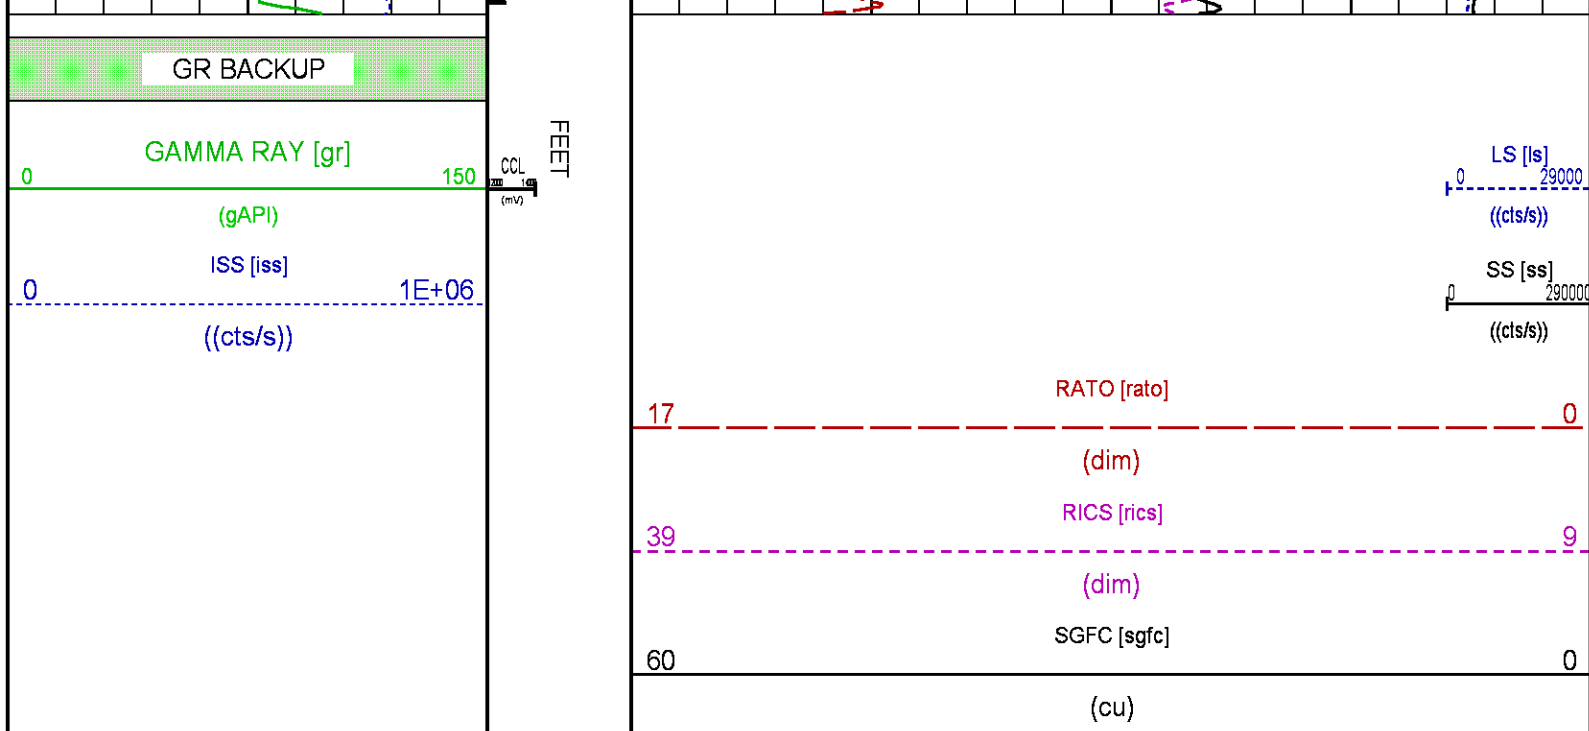 GR BACKUP
GAMMA RAY [gr]
0 150
(gAPI)
ISS [iss]
0 1E+06
((cts/s))
CCL
(mV)
FEET
LS [ls]
0 29000
((cts/s))
SS [ss]
0 290000
((cts/s))
RATO [rato]
17 0
(dim)
RICS [rics]
39 9
(dim)
SGFC [sgfc]
60 0
(cu)